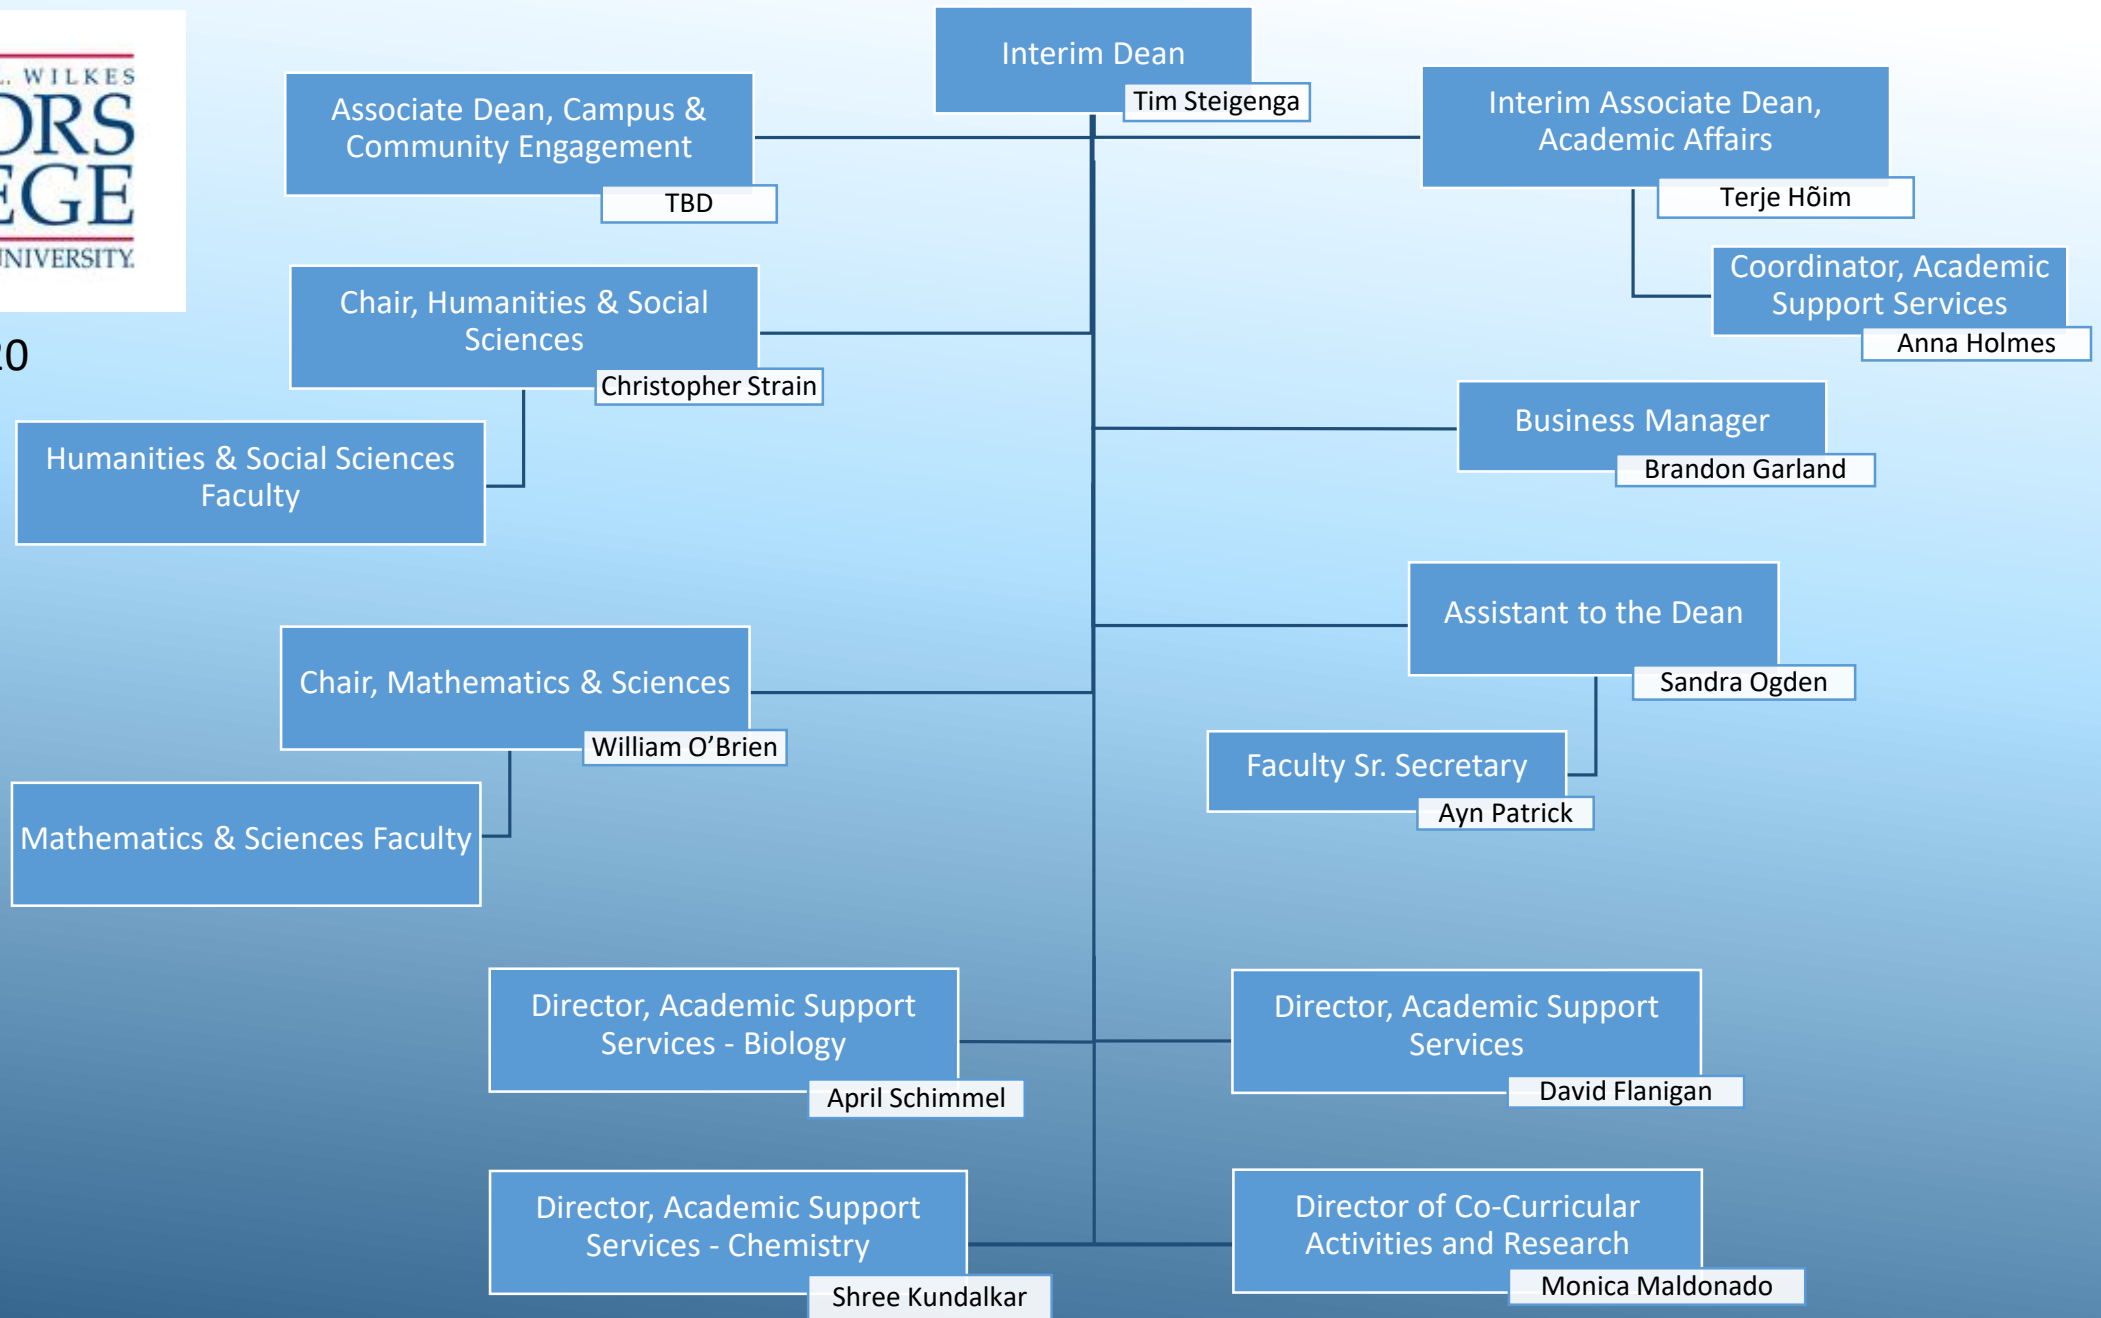 L. WILKES
ORS
EGE
UNIVERSITY.
20
Interim Dean
Tim Steigenga
Associate Dean, Campus &
Community Engagement
TBD
Interim Associate Dean,
Academic Affairs
Terje Hõim
Coordinator, Academic
Support Services
Anna Holmes
Chair, Humanities & Social
Sciences
Christopher Strain
Humanities & Social Sciences
Faculty
Business Manager
Brandon Garland
Assistant to the Dean
Sandra Ogden
Faculty Sr. Secretary
Ayn Patrick
Chair, Mathematics & Sciences
William O’Brien
Mathematics & Sciences Faculty
Director, Academic Support
Services - Biology
April Schimmel
Director, Academic Support
Services
David Flanigan
Director, Academic Support
Services - Chemistry
Shree Kundalkar
Director of Co-Curricular
Activities and Research
Monica Maldonado